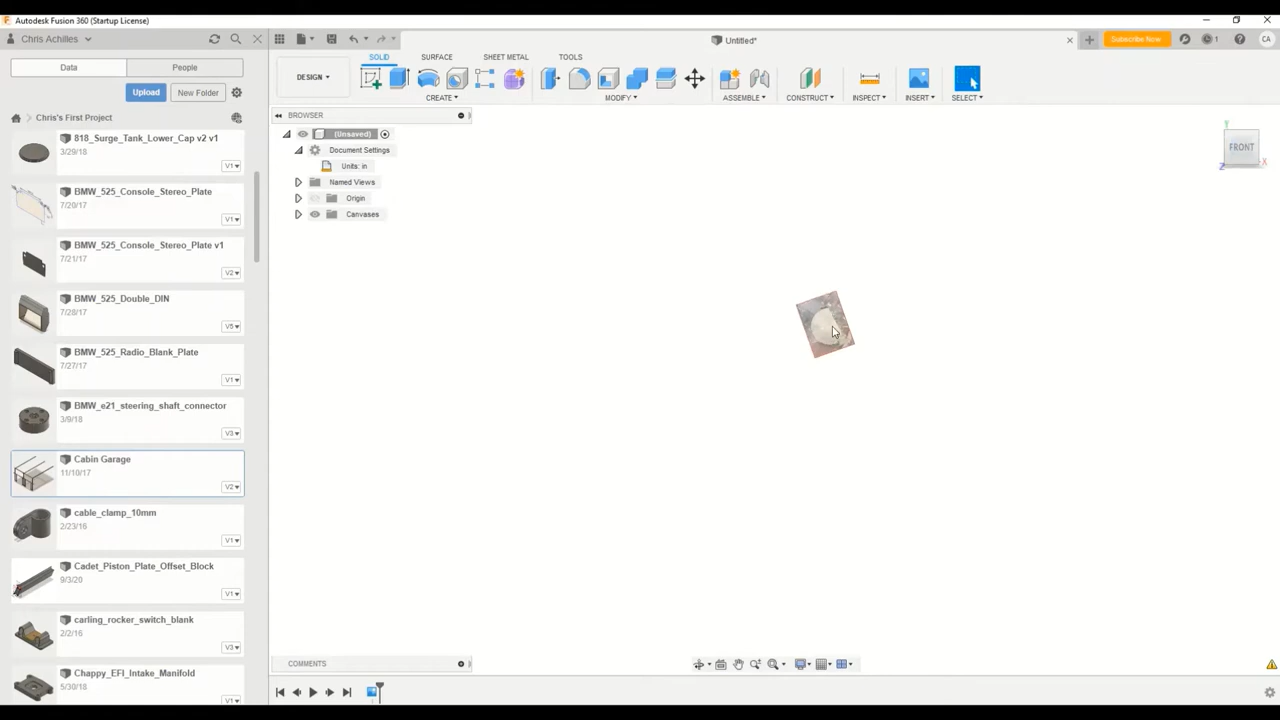 Autodesk Fusion 360 (Startup License)
Chris Achilles
Untitled*
Subscribe Now
1
CA
Data
People
SOLID
SURFACE
SHEET METAL
TOOLS
DESIGN
Upload
New Folder
CREATE
MODIFY
ASSEMBLE
CONSTRUCT
INSPECT
INSERT
SELECT
Chris's First Project
BROWSER
(Unsaved)
Document Settings
Units: in
Named Views
Origin
Canvases
Y
FRONT
Z
X
818_Surge_Tank_Lower_Cap v2 v1
3/29/18
V1
BMW_525_Console_Stereo_Plate
7/20/17
V1
BMW_525_Console_Stereo_Plate v1
7/21/17
V2
BMW_525_Double_DIN
7/28/17
V5
BMW_525_Radio_Blank_Plate
7/27/17
V1
BMW_e21_steering_shaft_connector
3/9/18
V3
Cabin Garage
11/10/17
V2
cable_clamp_10mm
2/23/16
V1
Cadet_Piston_Plate_Offset_Block
9/3/20
V1
carling_rocker_switch_blank
2/2/16
V3
Chappy_EFI_Intake_Manifold
5/30/18
V1
COMMENTS